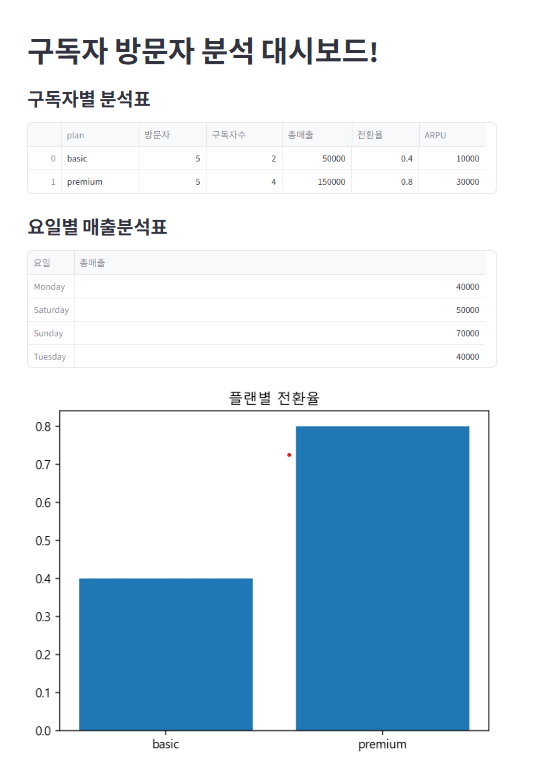 구독자 방문자 분석 대시보드!
구독자별 분석표
plan 방문자 구독자수 총매출 전환율 ARPU
0 basic 5 2 50000 0.4 10000
1 premium 5 4 150000 0.8 30000
요일별 매출분석표
요일 총매출
Monday 40000
Saturday 50000
Sunday 70000
Tuesday 40000
플랜별 전환율
0.8
0.7
0.6
0.5
0.4
0.3
0.2
0.1
0.0
basic premium